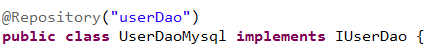 @Repository("userDao")
public class UserDaoMysql implements IUserDao {